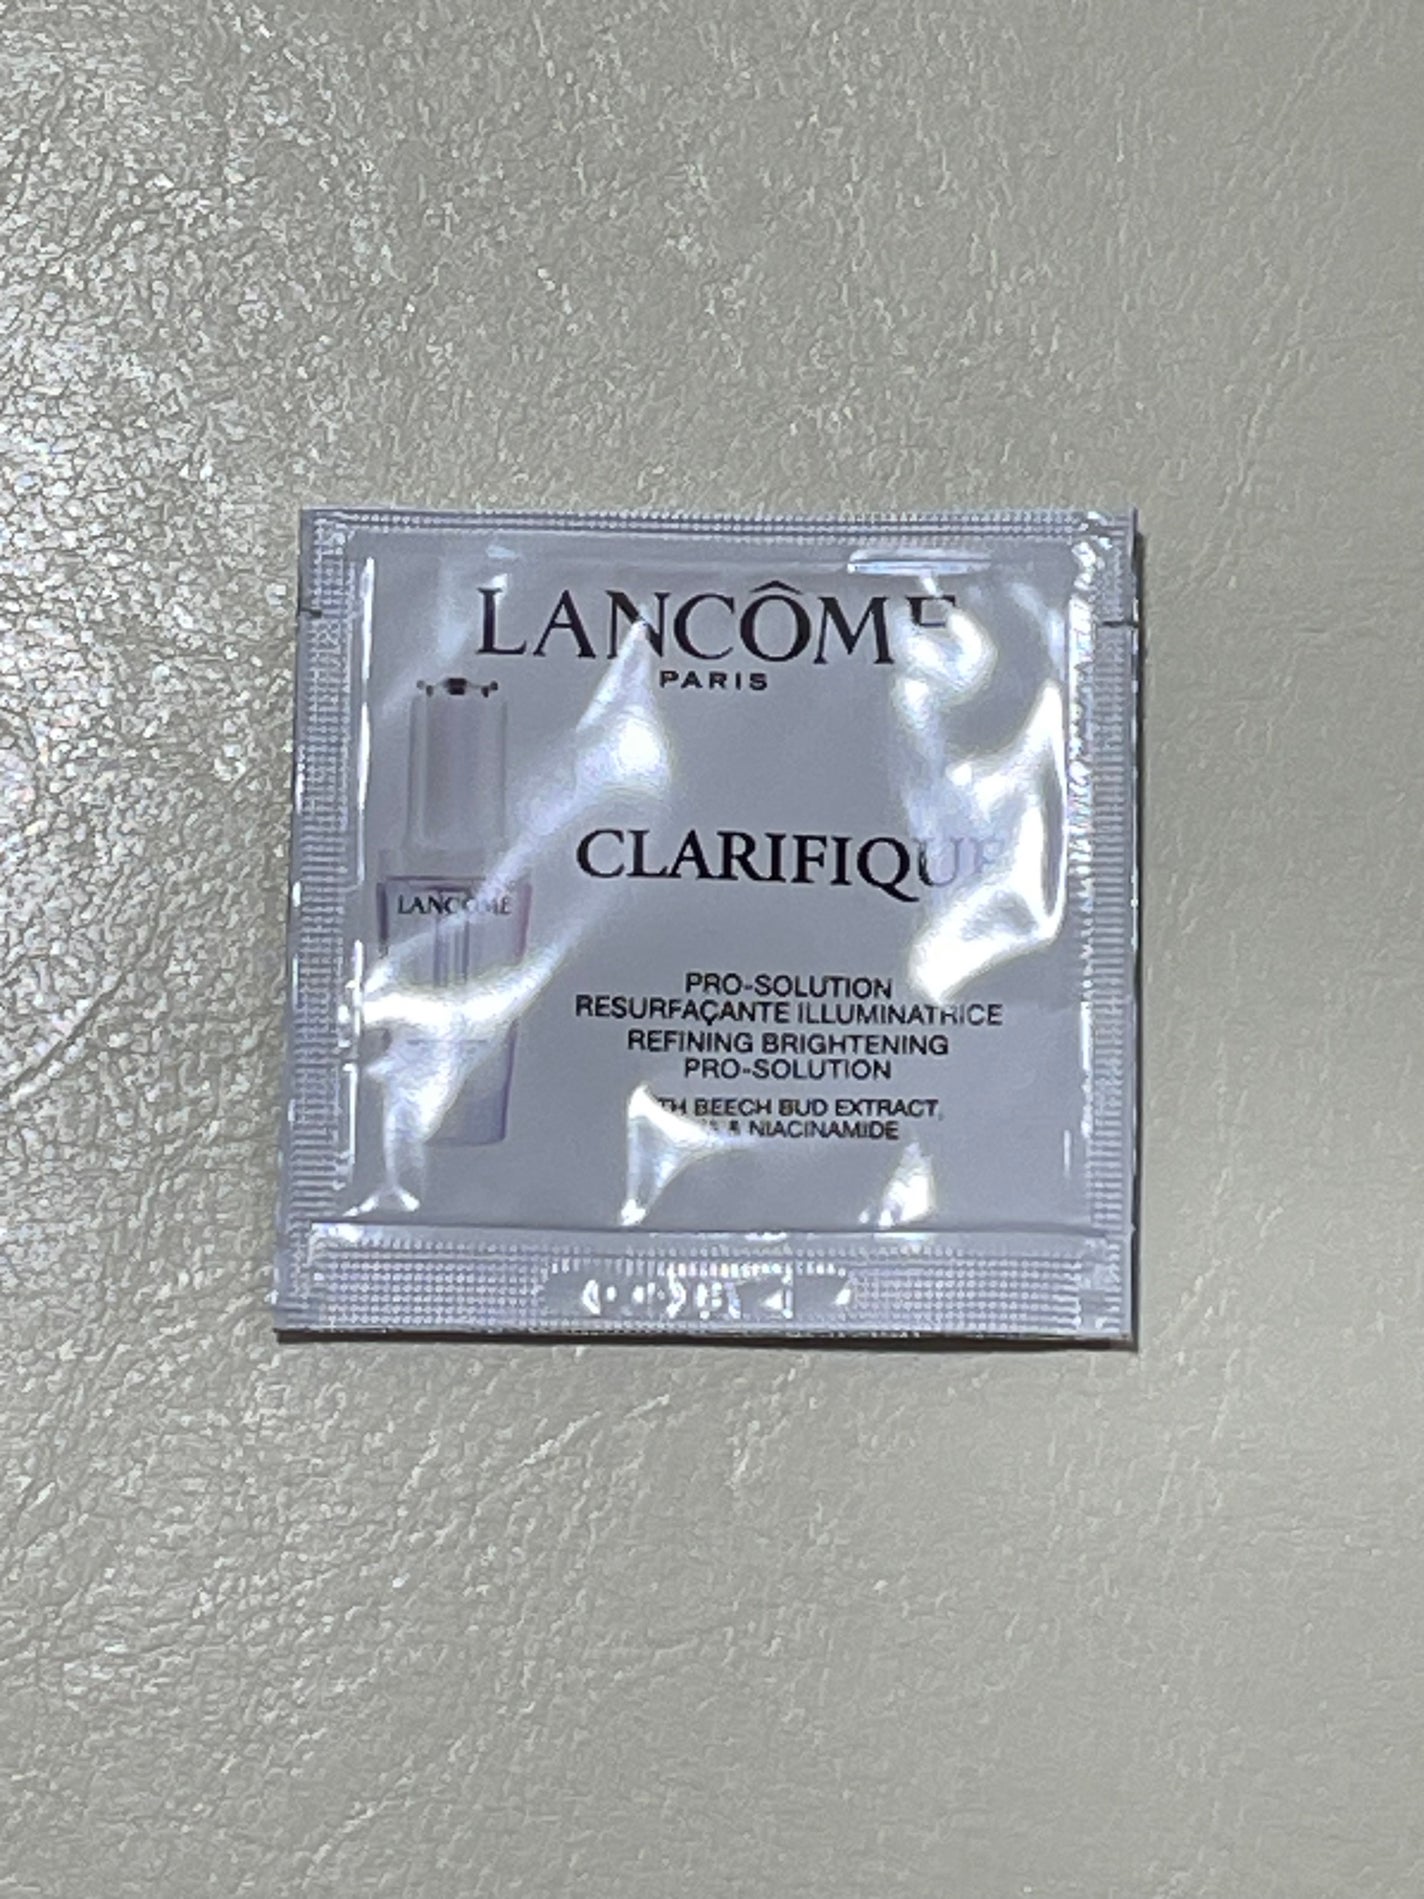 LANCÔME
PARIS
LANCÔME
CLARIFIQUE
PRO-SOLUTION
RESURFAÇANTE ILLUMINATRICE
REFINING BRIGHTENING
PRO-SOLUTION
BEECH BUD EXTRACT,
& NIACINAMIDE